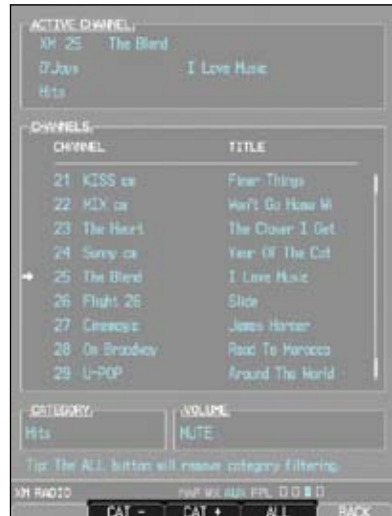 ACTIVE CHANNEL
XM 25 The Blend
O'Jays I Love Music
Hits
CHANNELS
CHANNEL TITLE
21 KISS cc Finer Things
22 MIX cc Won't Go Home Wi
23 The Heart The Closer I Get
24 Sunny cc Year Of The Cat
25 The Blend I Love Music
26 Flight 26 Slide
27 Cinemagic James Horner
28 On Broadway Road To Morocco
29 U-POP Around The World
CATEGORY VOLUME
Hits MUTE
Tip: The ALL button will remove category filtering.
XM RADIO MAP WX AUX FPL
CAT - CAT + ALL BACK